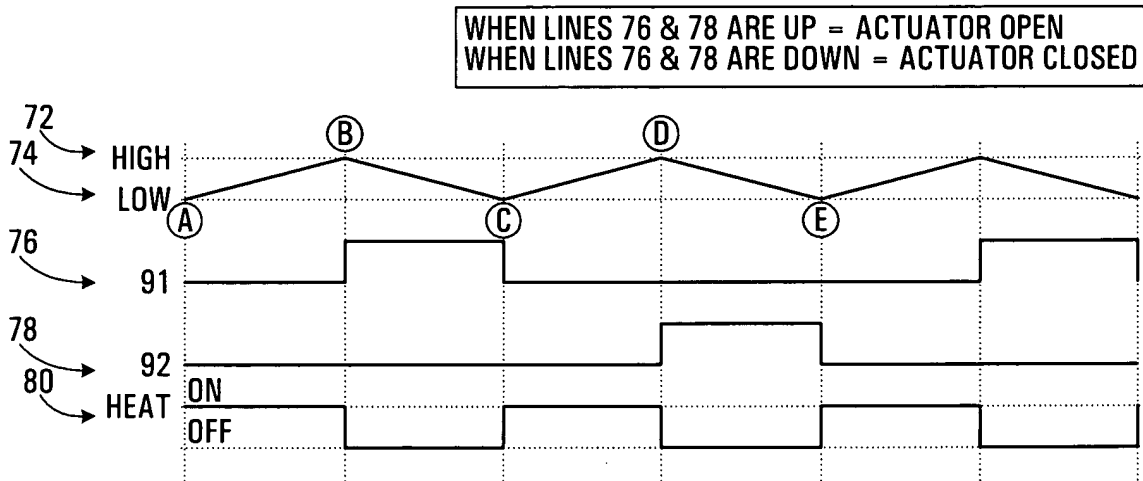 WHEN LINES 76 & 78 ARE UP = ACTUATOR OPEN
WHEN LINES 76 & 78 ARE DOWN = ACTUATOR CLOSED
72
74
HIGH
LOW
A
B
C
D
E
76
91
78
92
80
HEAT
ON
OFF